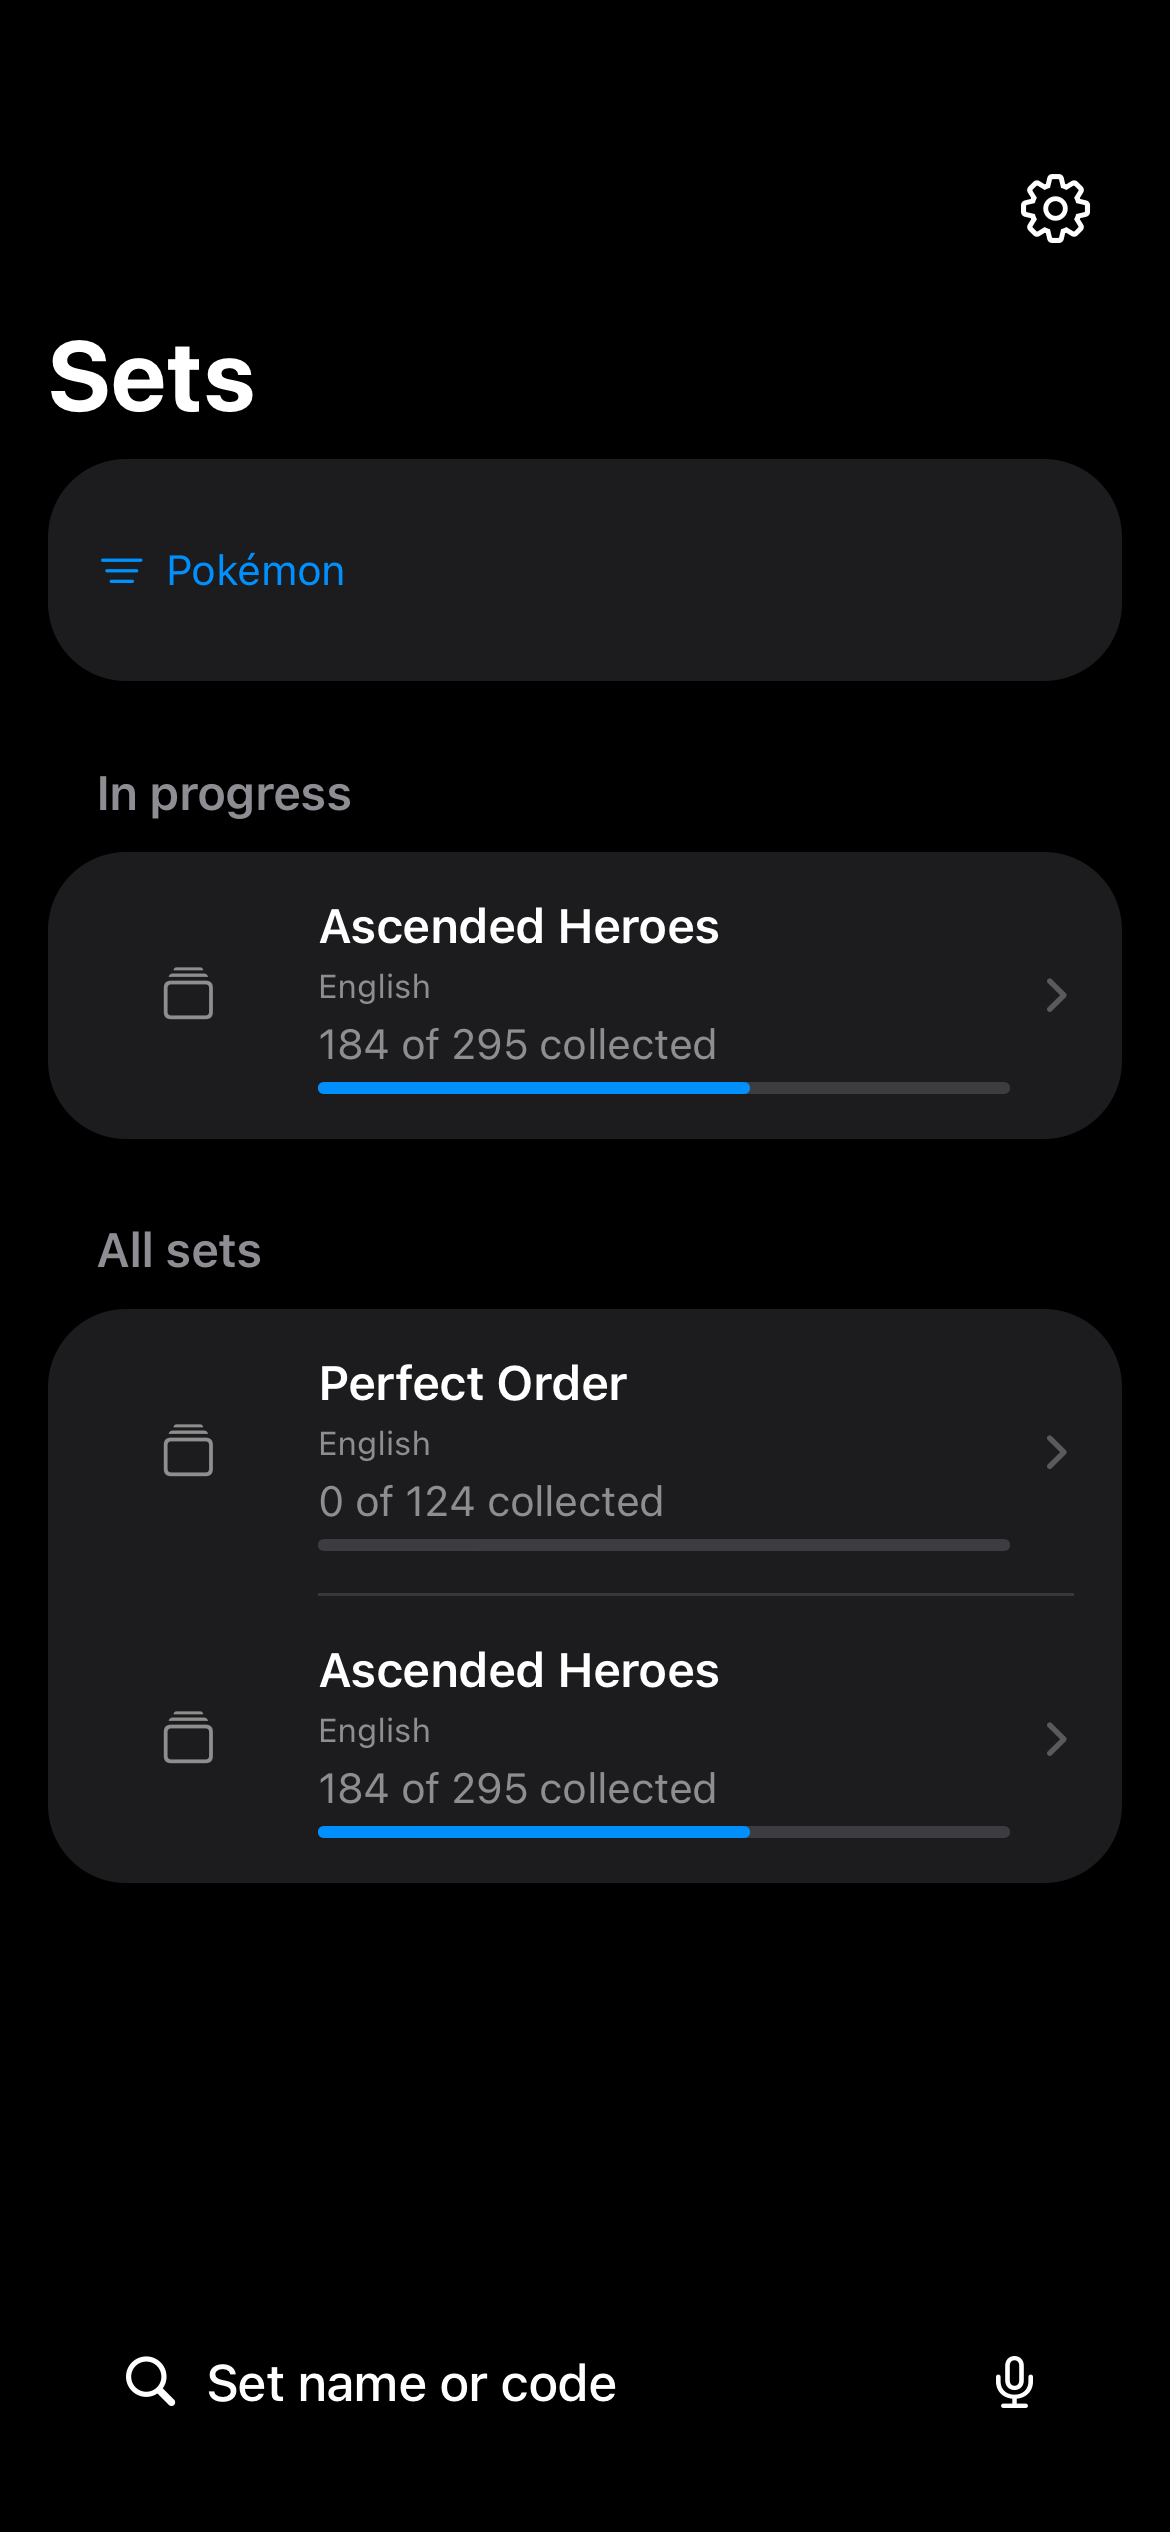 Sets
Pokémon
In progress
Ascended Heroes
English
184 of 295 collected
All sets
Perfect Order
English
0 of 124 collected
Ascended Heroes
English
184 of 295 collected
Set name or code